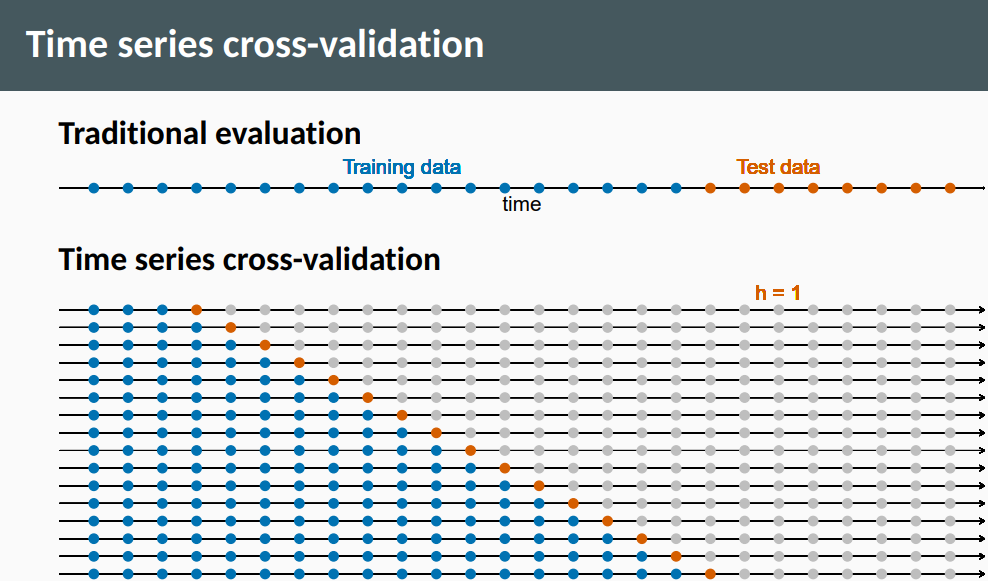 Time series cross-validation
Traditional evaluation
Training data
Test data
time
Time series cross-validation
h = 1